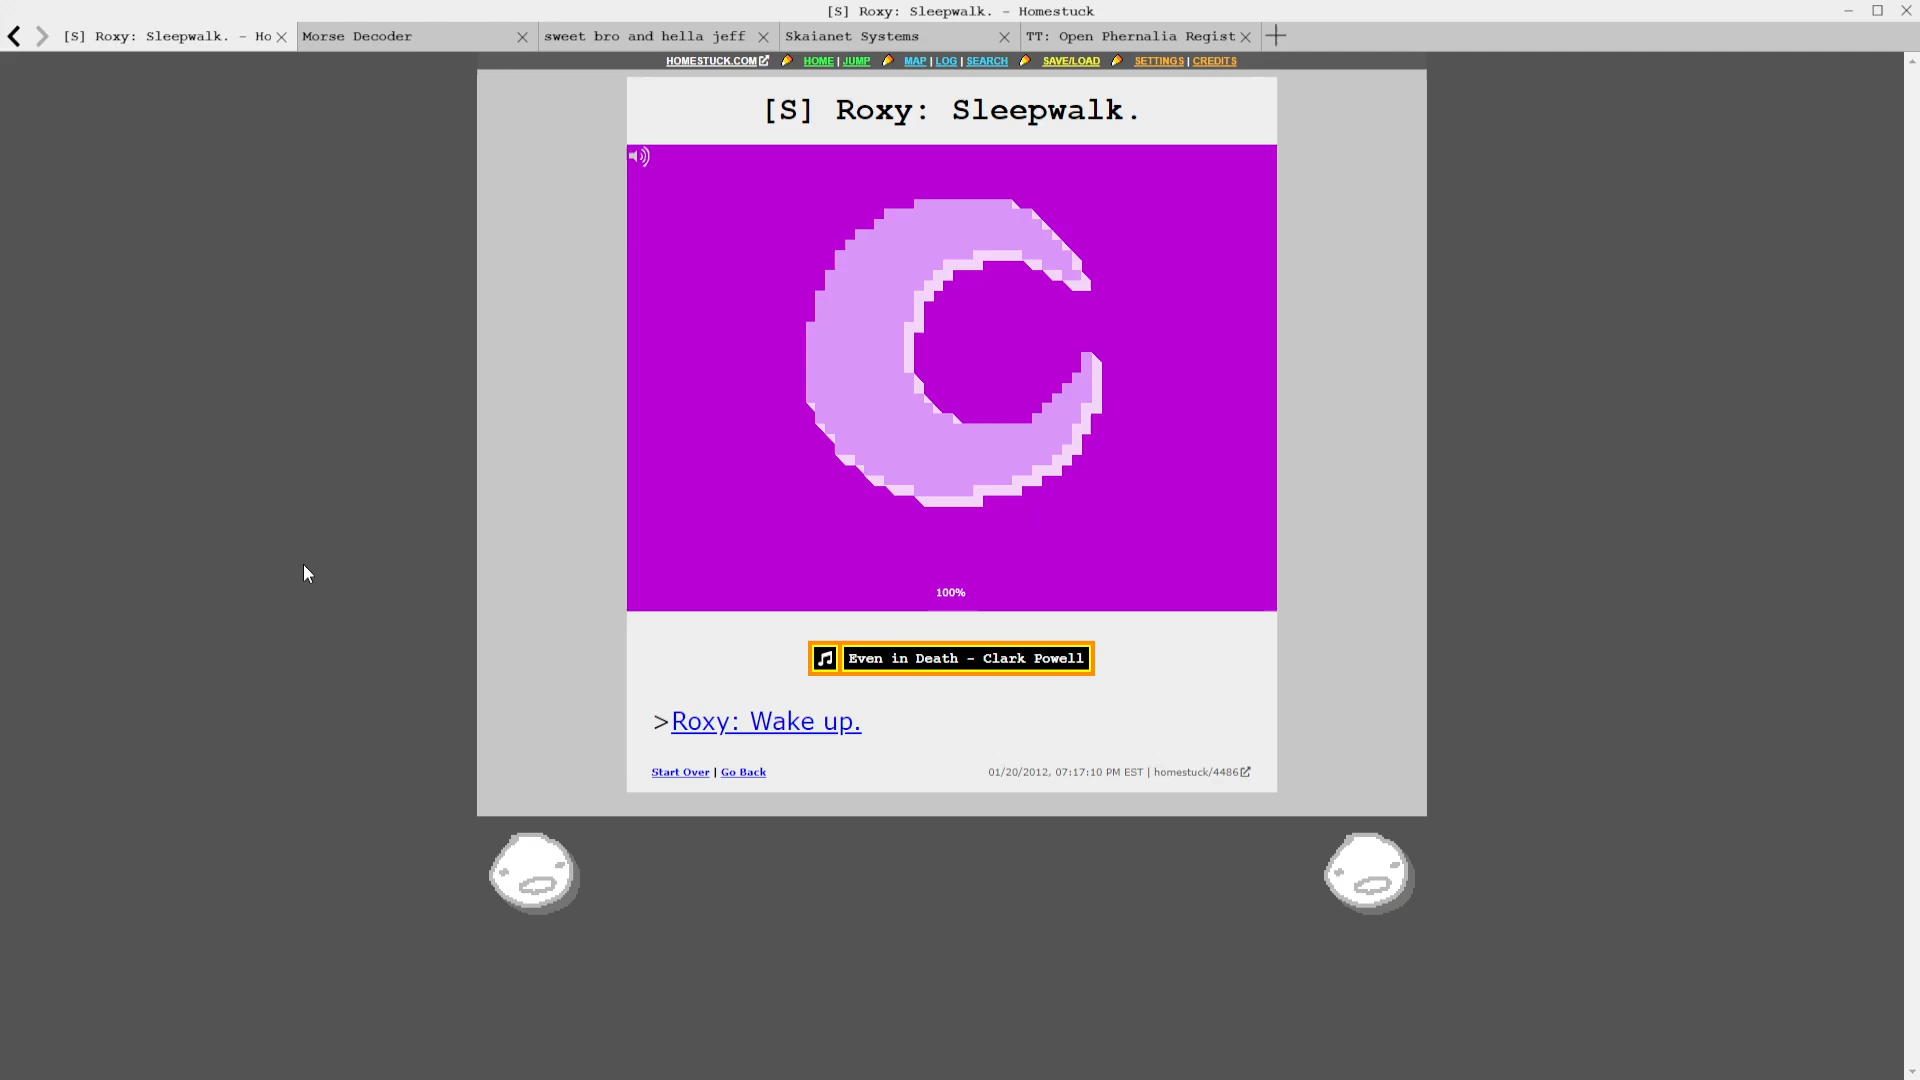 [S] Roxy: Sleepwalk. - Homestuck
[S] Roxy: Sleepwalk. - Ho
Morse Decoder
sweet bro and hella jeff
Skaianet Systems
TT: Open Phernalia Regist
HOMESTUCK.COM HOME | JUMP MAP | LOG | SEARCH SAVE/LOAD SETTINGS | CREDITS
[S] Roxy: Sleepwalk.
100%
Even in Death - Clark Powell
>Roxy: Wake up.
Start Over | Go Back
01/20/2012, 07:17:10 PM EST | homestuck/4486